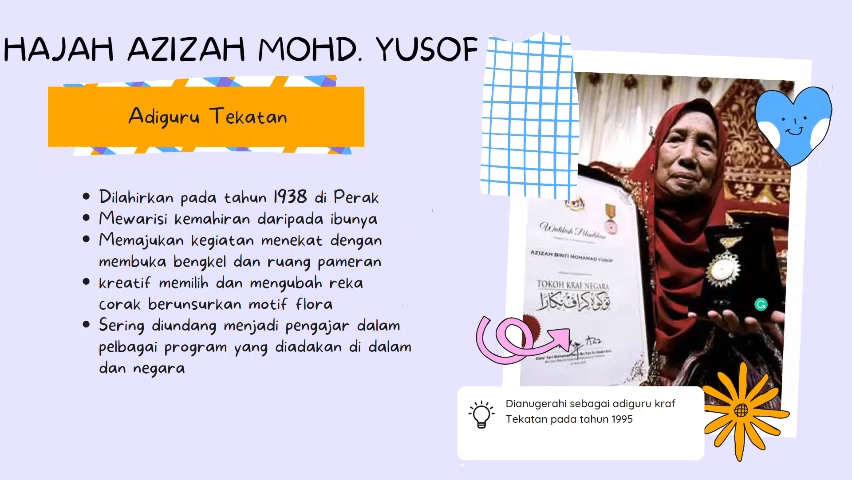 HAJAH AZIZAH MOHD. YUSOF
Adiguru Tekatan
Dilahirkan pada tahun 1938 di Perak
Mewarisi kemahiran daripada ibunya
Memajukan kegiatan menekat dengan
membuka bengkel dan ruang pameran
kreatif memilih dan mengubah reka
corak berunsurkan motif flora
Sering diundang menjadi pengajar dalam
pelbagai program yang diadakan di dalam
dan negara
AZIZAH BINTI MOHAMAD YUSOF
TOKOH KRAF NEGARA
توكوه كراف نݢارا
Dianugerahi sebagai adiguru kraf
Tekatan pada tahun 1995